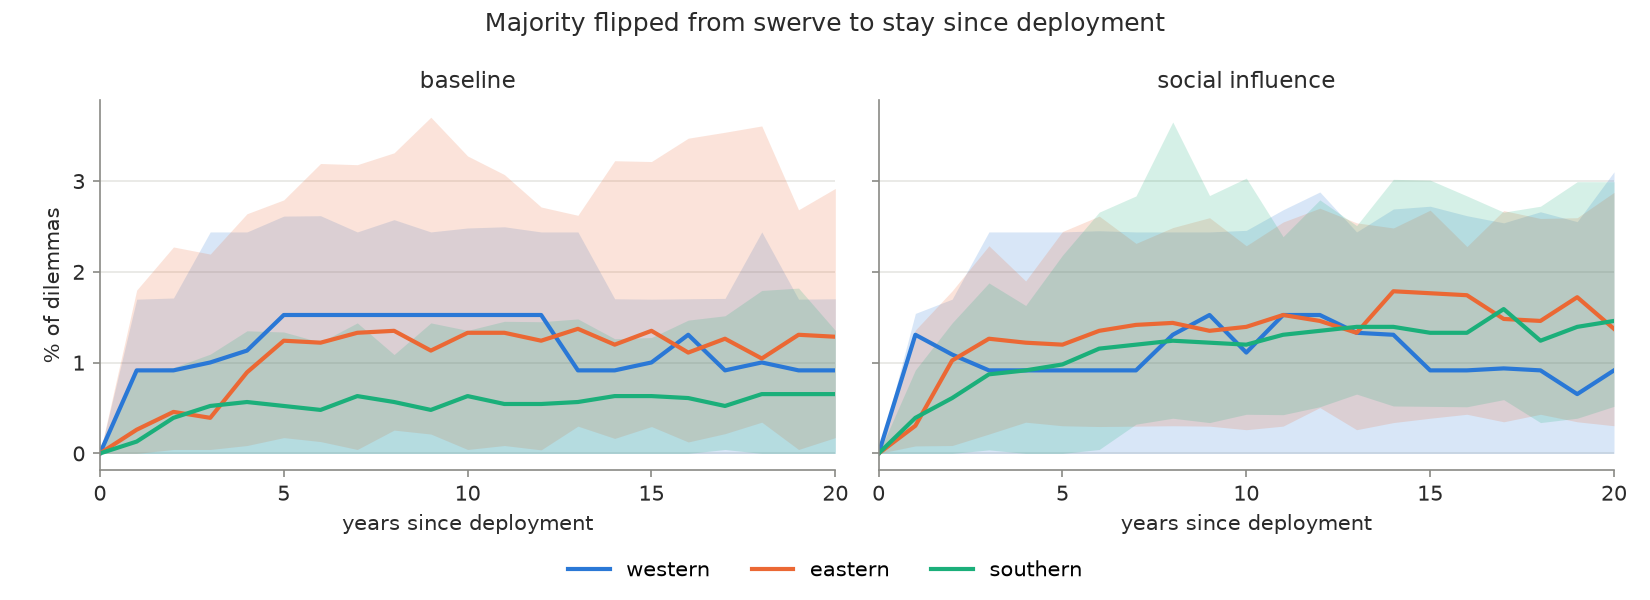 Majority flipped from swerve to stay since deployment
baseline
social influence
% of dilemmas
3
2
1
0
0 5 10 15 20
0 5 10 15 20
years since deployment
years since deployment
western eastern southern